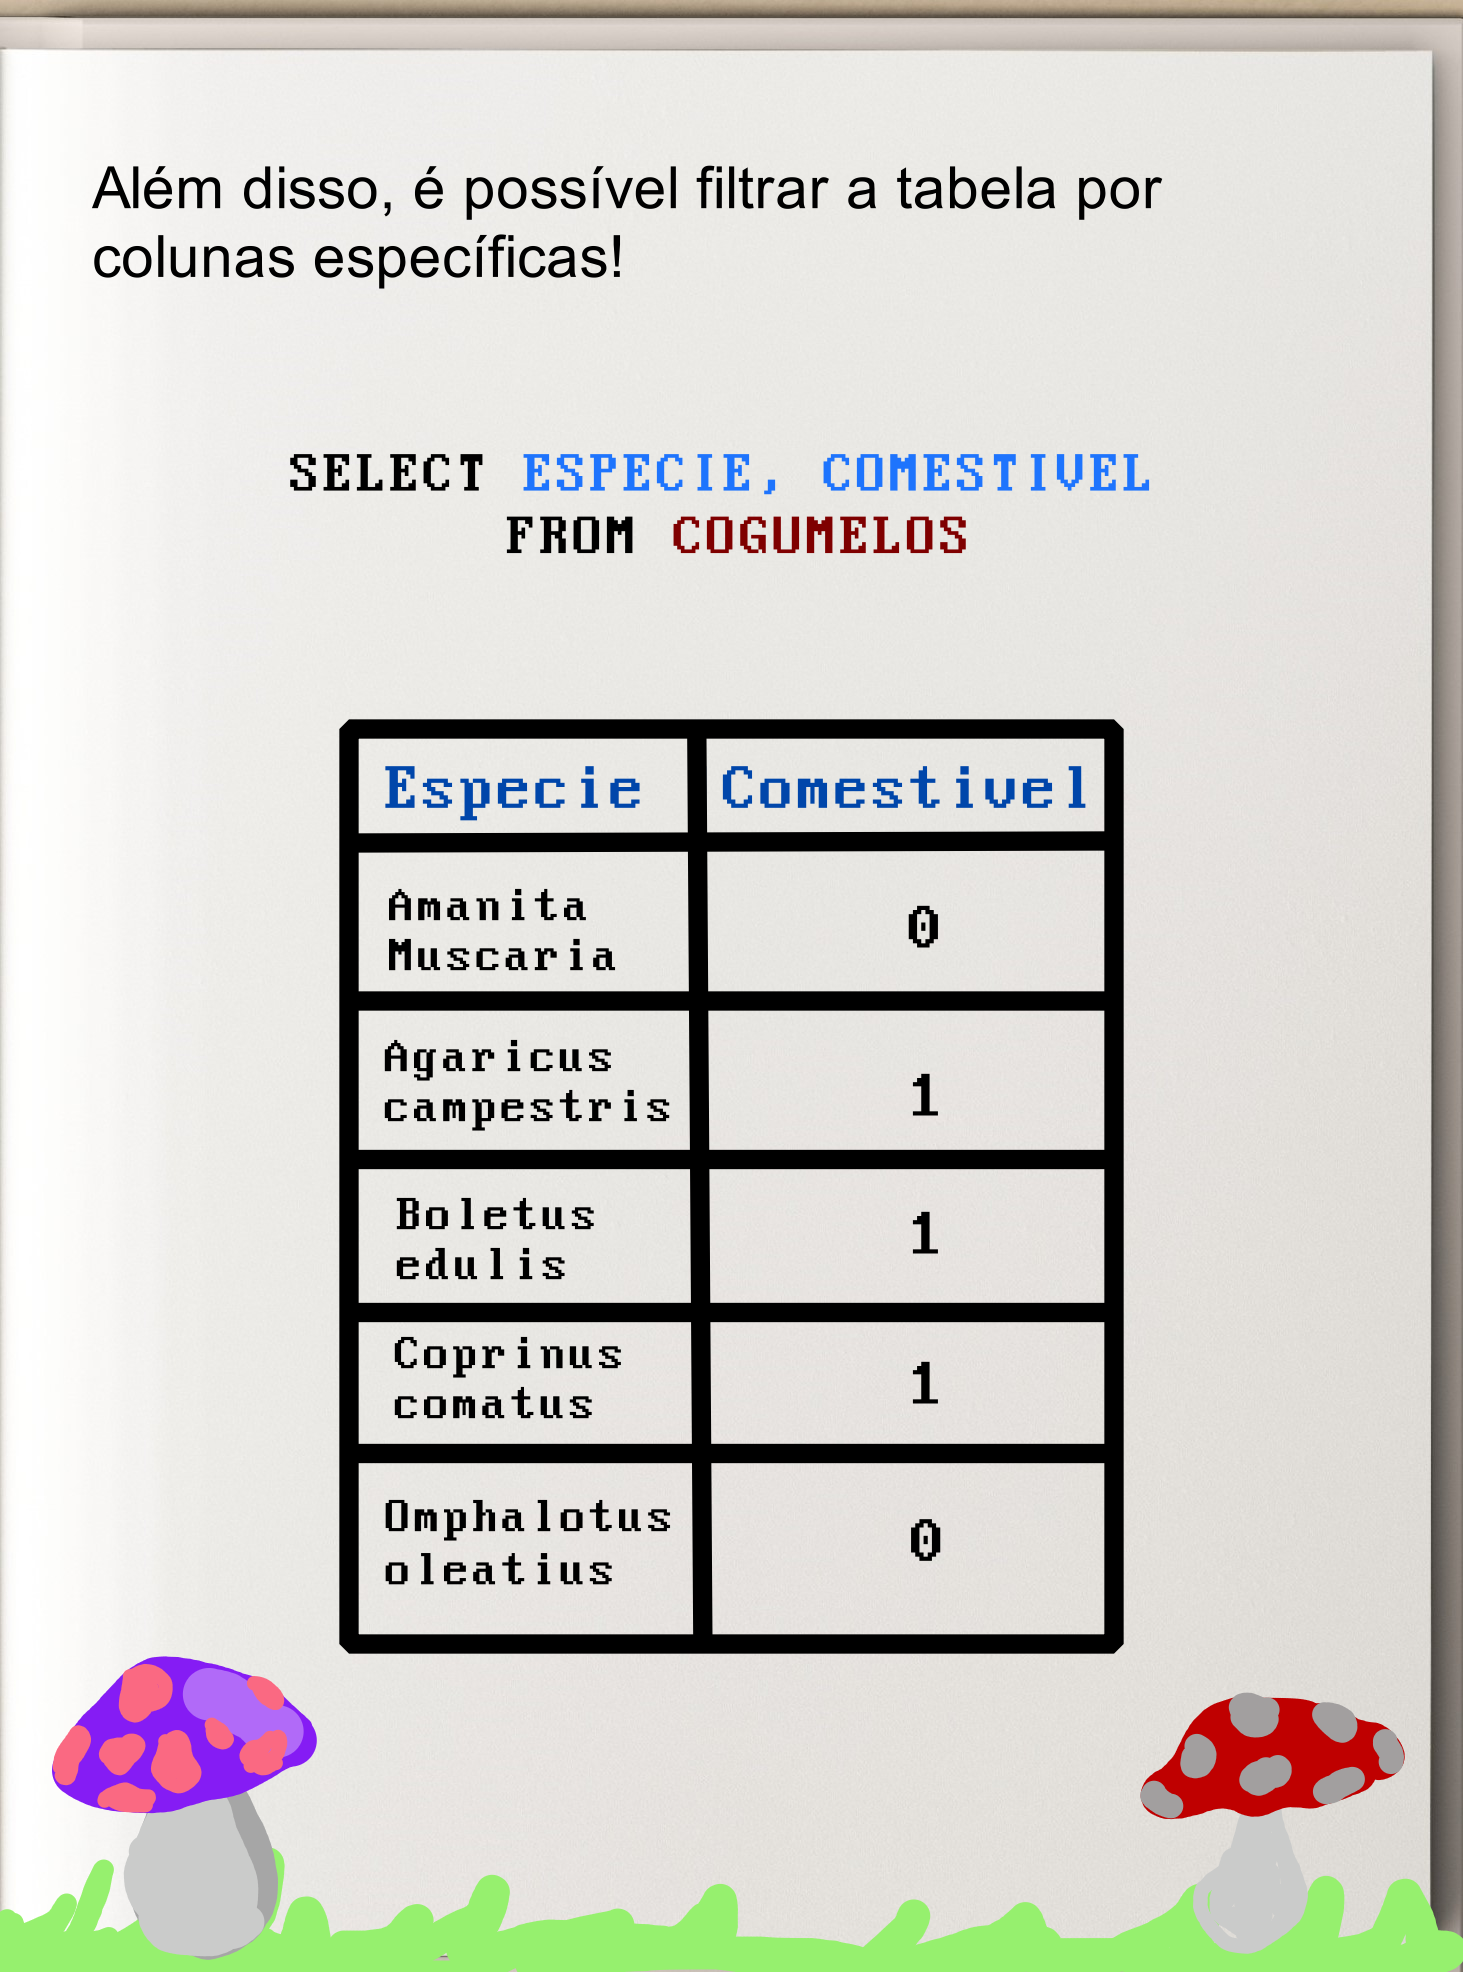 Além disso, é possível filtrar a tabela por
colunas específicas!
SELECT ESPECIE, COMESTIVEL
FROM COGUMELOS
Especie Comestivel
Amanita
Muscaria
0
Agaricus
campestris
1
Boletus
edulis
1
Coprinus
comatus
1
Omphalotus
oleatius
0